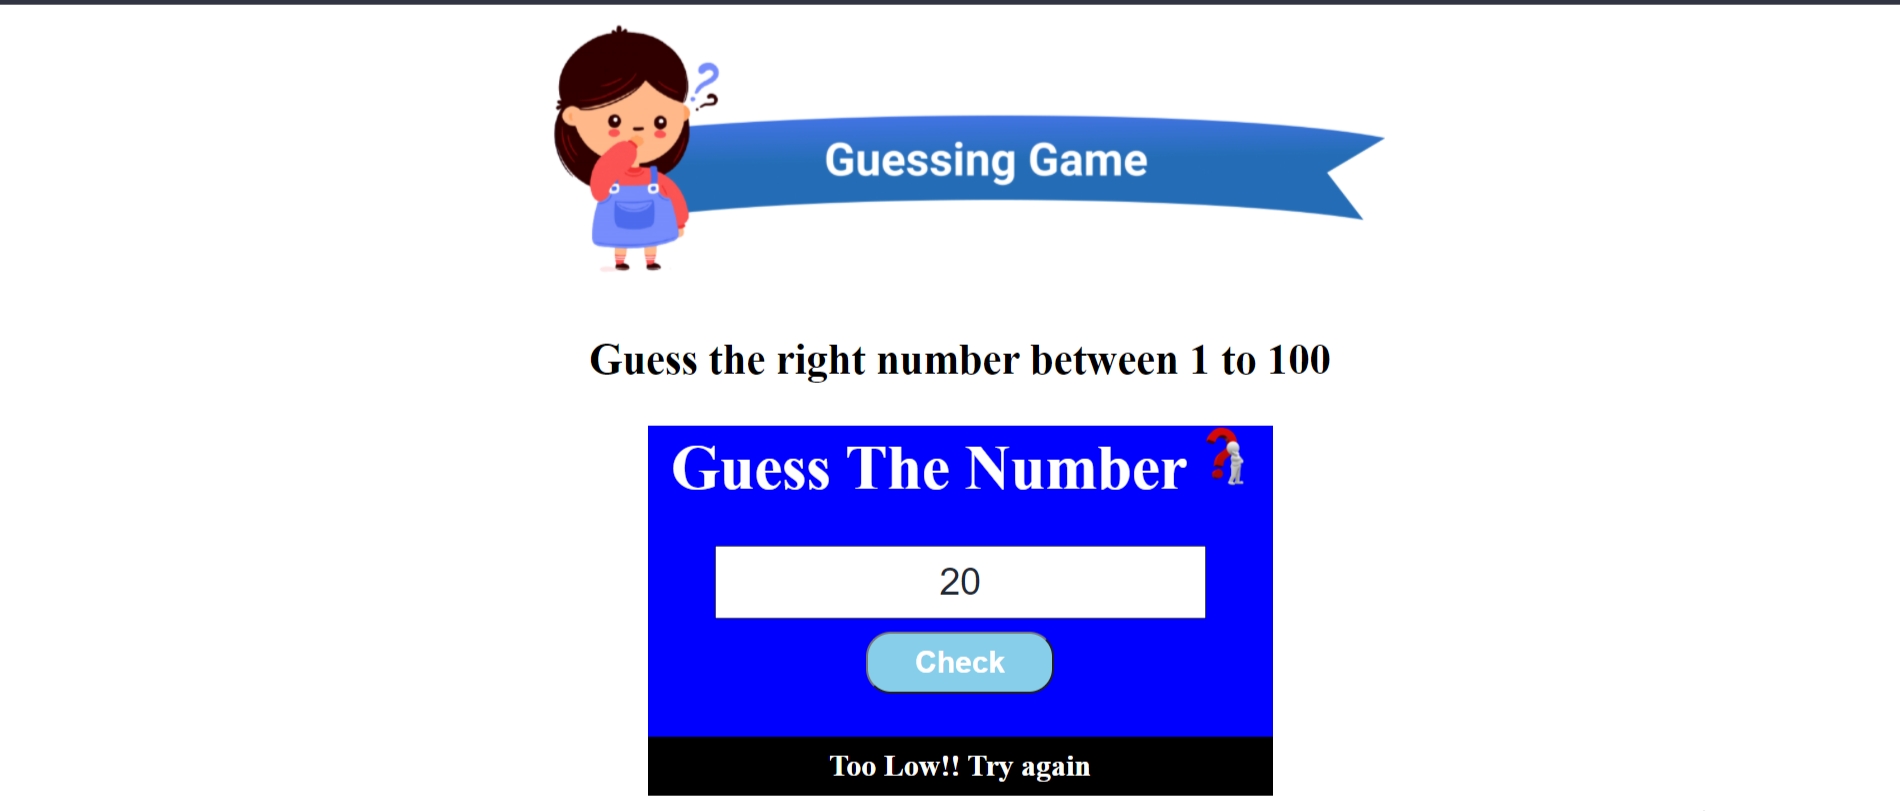 Guessing Game
Guess the right number between 1 to 100
Guess The Number
20
Check
Too Low!! Try again